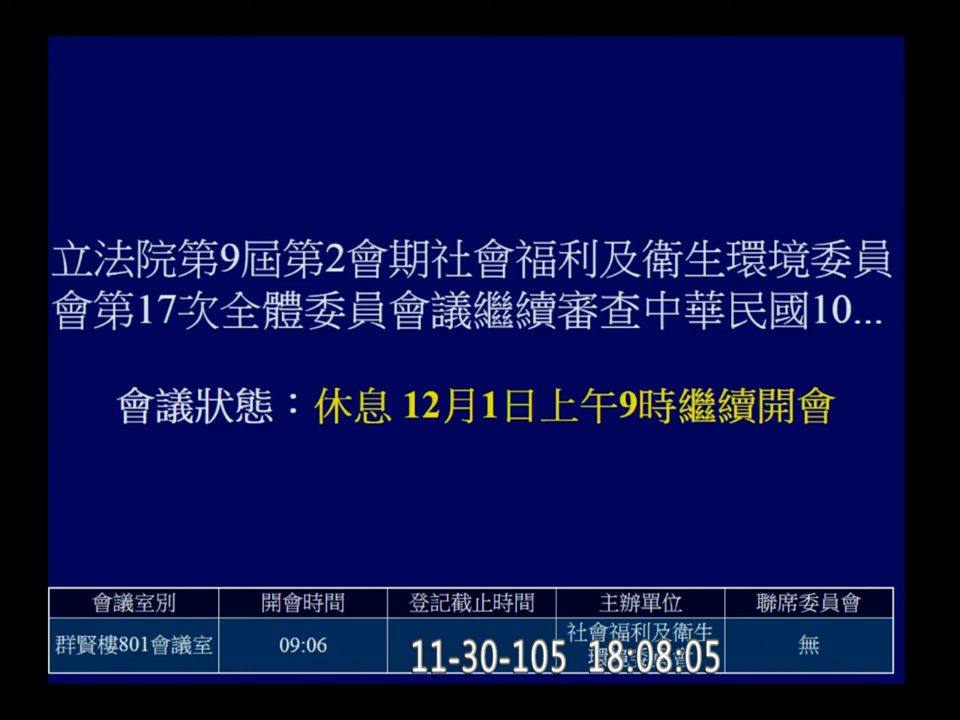 立法院第9屆第2會期社會福利及衛生環境委員
會第17次全體委員會議繼續審查中華民國10...
會議狀態：休息 12月1日上午9時繼續開會
會議室別 開會時間 登記截止時間 主辦單位 聯席委員會
群賢樓801會議室 09:06 社會福利及衛生 無
11-30-105 18:08:05